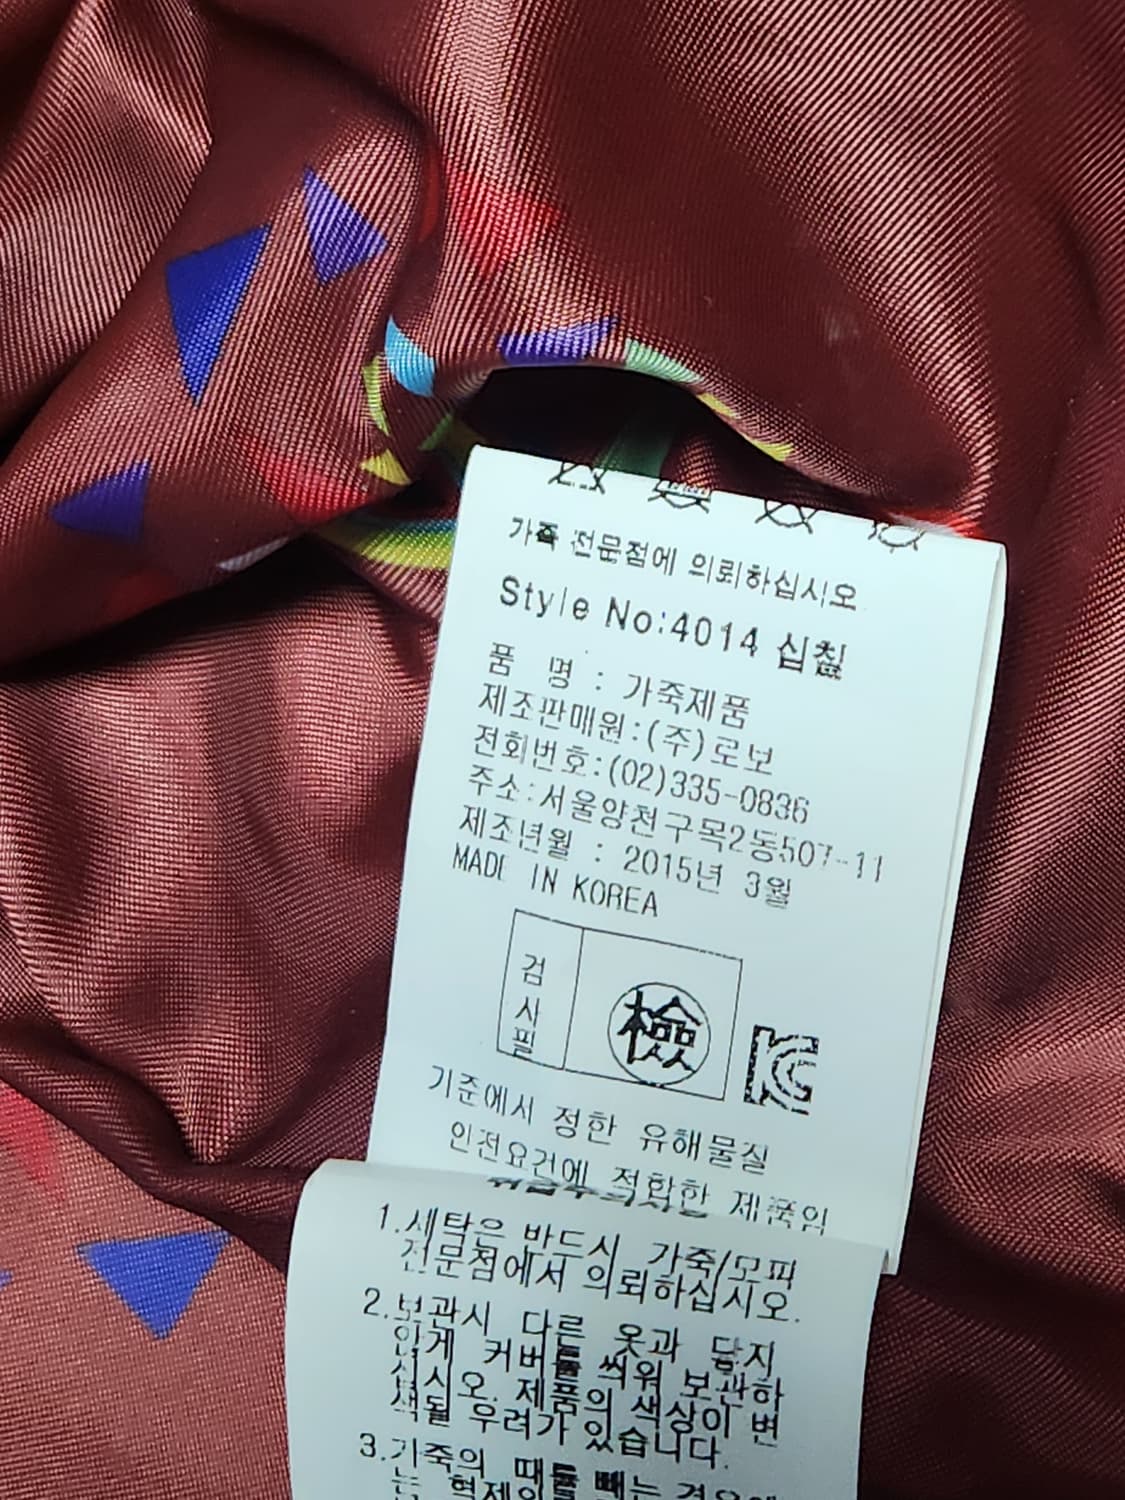 가죽 전문점에 의뢰하십시오
Style No:4014 십칠
품 명 : 가죽제품
제조판매원:(주)로보
전화번호:(02)335-0836
주소:서울양천구목2동507-11
제조년월 : 2015년 3월
MADE IN KOREA
검사필
檢
기준에서 정한 유해물질
안전요건에 적합한 제품임
1.세탁은 반드시 가죽/모피
전문점에서 의뢰하십시오.
2.보관시 다른 옷과 닿지
않게 커버를 씌워 보관하
십시오. 제품의 색상이 변
색될 우려가 있습니다.
3.가죽의 때를 빼는 경우에